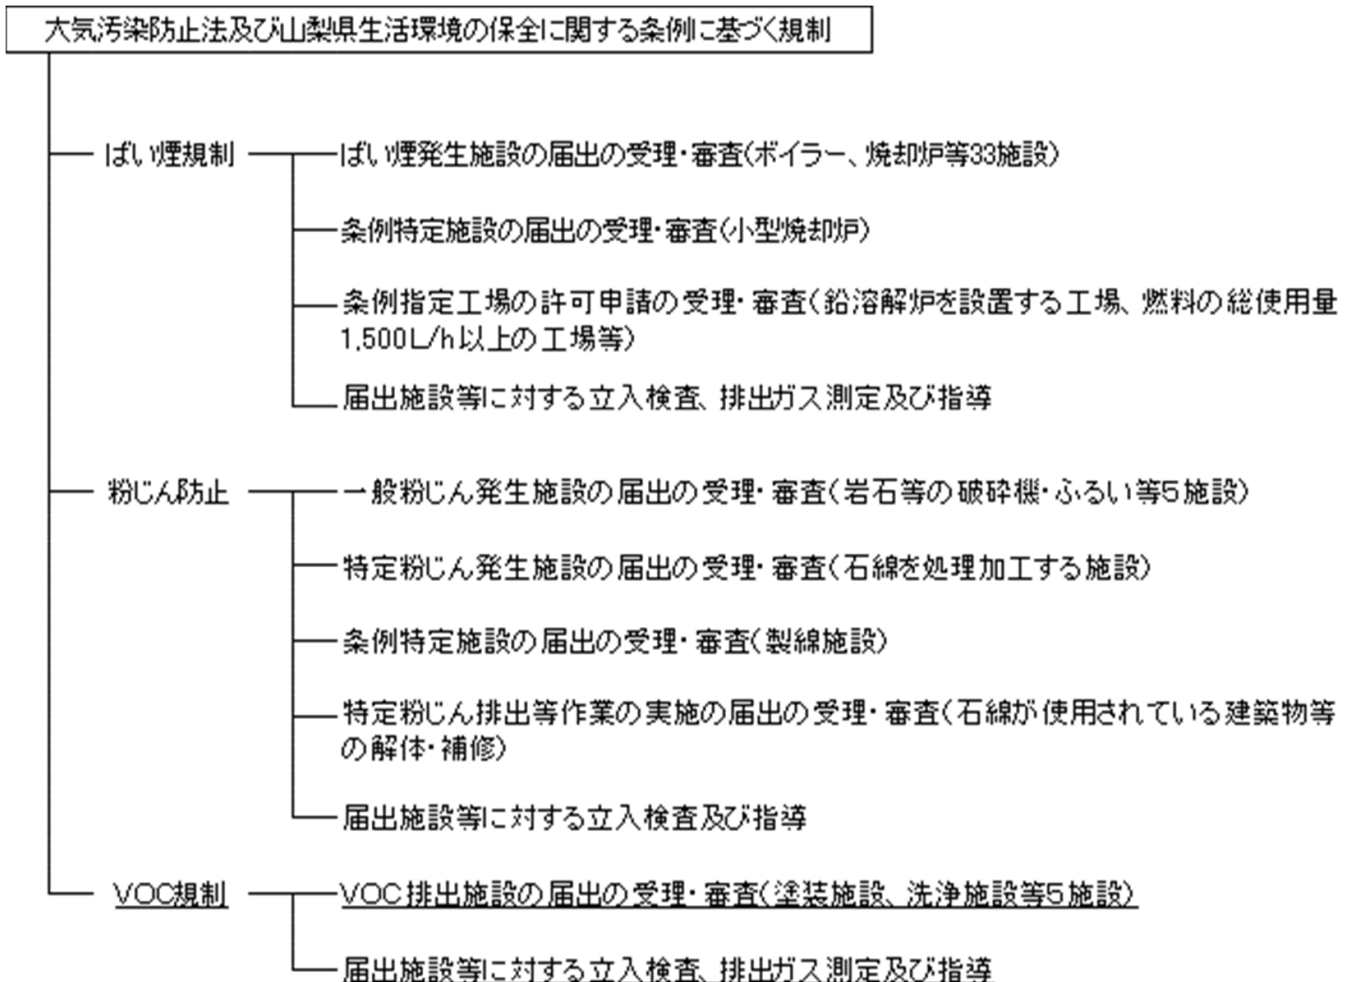 大気汚染防止法及び山梨県生活環境の保全に関する条例に基づく規制
ばい煙規制
ばい煙発生施設の届出の受理・審査(ボイラー、焼却炉等33施設)
条例特定施設の届出の受理・審査(小型焼却炉)
条例指定工場の許可申請の受理・審査(鉛溶解炉を設置する工場、燃料の総使用量
1,500L/h以上の工場等)
届出施設等に対する立入検査、排出ガス測定及び指導
粉じん防止
一般粉じん発生施設の届出の受理・審査(岩石等の破砕機・ふるい等5施設)
特定粉じん発生施設の届出の受理・審査(石綿を処理加工する施設)
条例特定施設の届出の受理・審査(製綿施設)
特定粉じん排出等作業の実施の届出の受理・審査(石綿が使用されている建築物等
の解体・補修)
届出施設等に対する立入検査及び指導
VOC規制
VOC排出施設の届出の受理・審査(塗装施設、洗浄施設等5施設)
届出施設等に対する立入検査、排出ガス測定及び指導